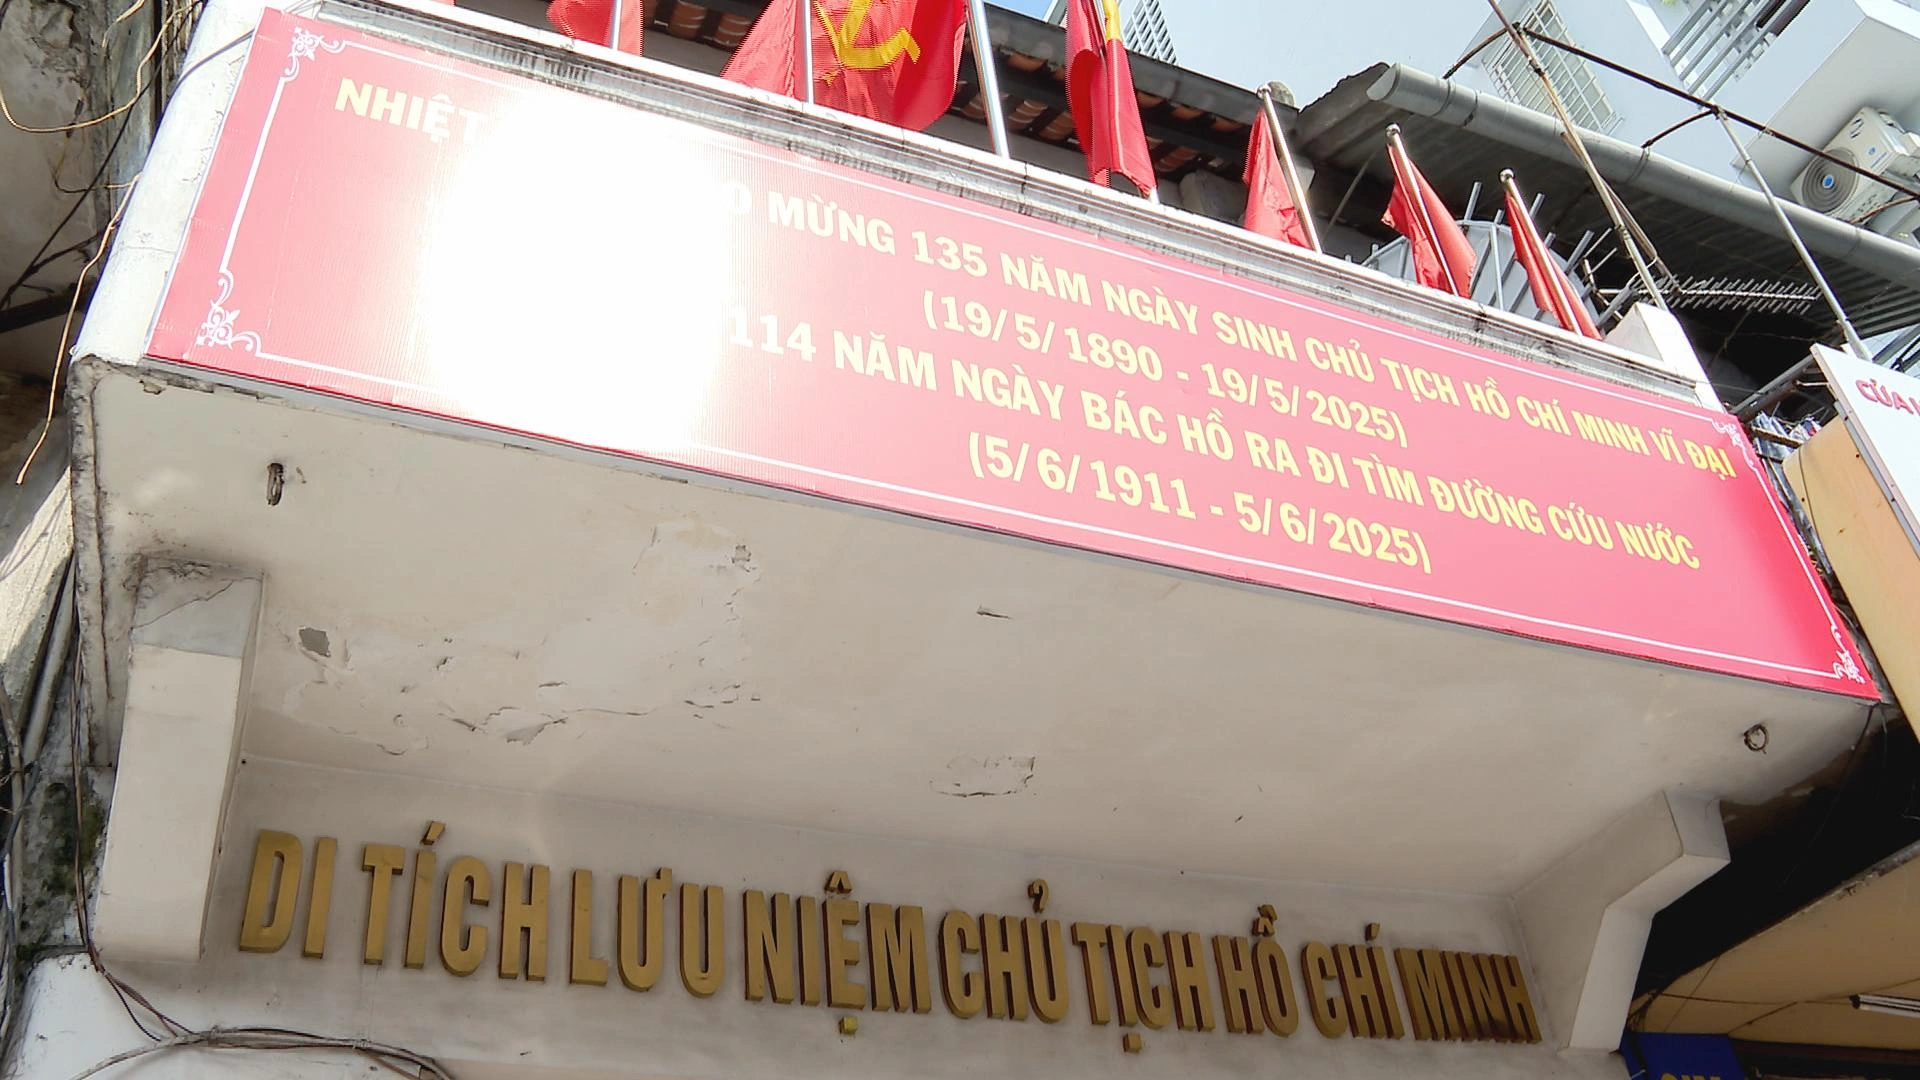 NHIỆT
MỪNG 135 NĂM NGÀY SINH CHỦ TỊCH HỒ CHÍ MINH VĨ ĐẠI
(19/5/1890 - 19/5/2025)
114 NĂM NGÀY BÁC HỒ RA ĐI TÌM ĐƯỜNG CỨU NƯỚC
(5/6/1911 - 5/6/2025)
DI TÍCH LƯU NIỆM CHỦ TỊCH HỒ CHÍ MINH